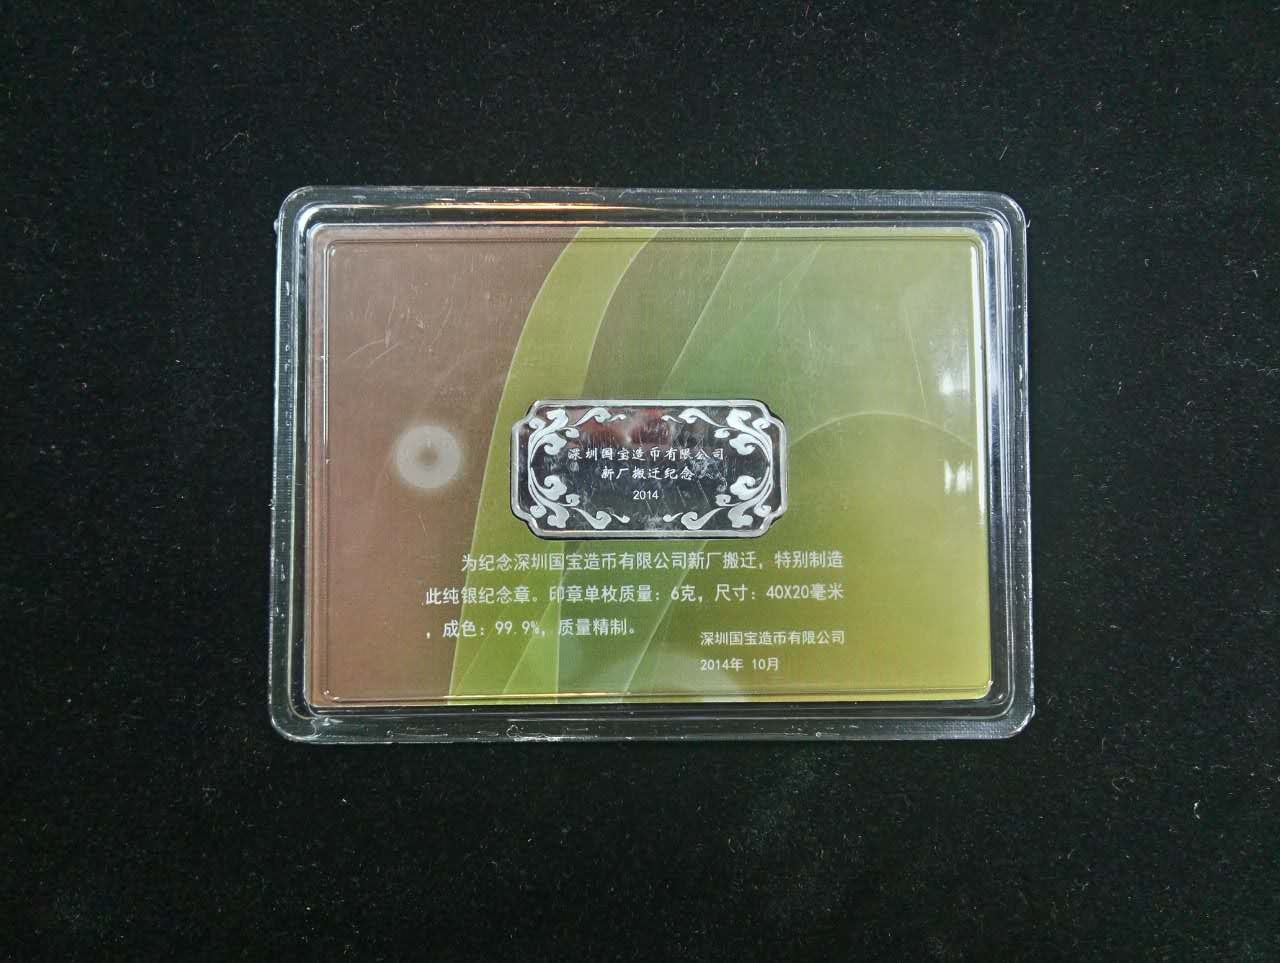 深圳国宝造币有限公司
新厂搬迁纪念
2014
为纪念深圳国宝造币有限公司新厂搬迁，特别制造
此纯银纪念章。印章单枚质量：6克，尺寸：40X20毫米
，成色：99.9%，质量精制。
深圳国宝造币有限公司
2014年 10月